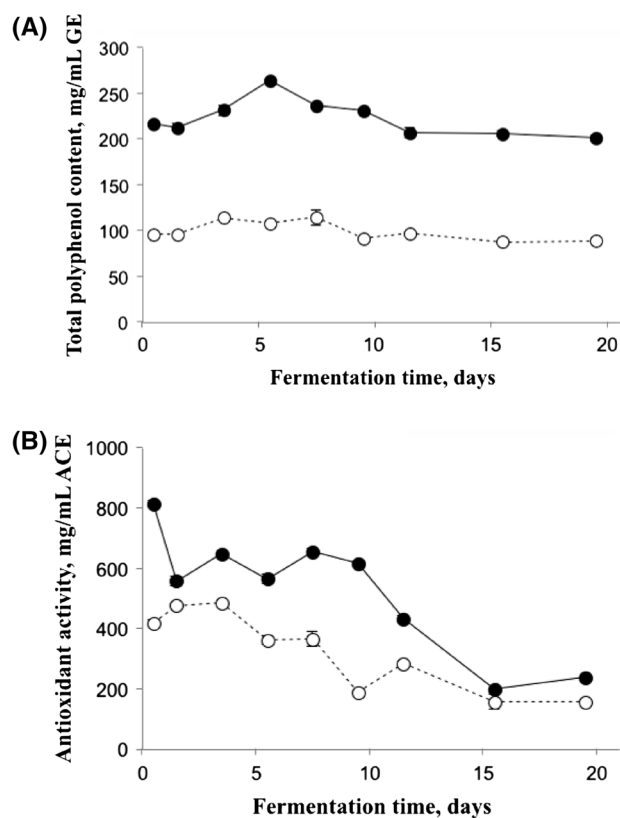 (A)
Total polyphenol content, mg/mL GE
300
250
200
150
100
50
0
0 5 10 15 20
Fermentation time, days
(B)
Antioxidant activity, mg/mL ACE
1000
800
600
400
200
0
0 5 10 15 20
Fermentation time, days